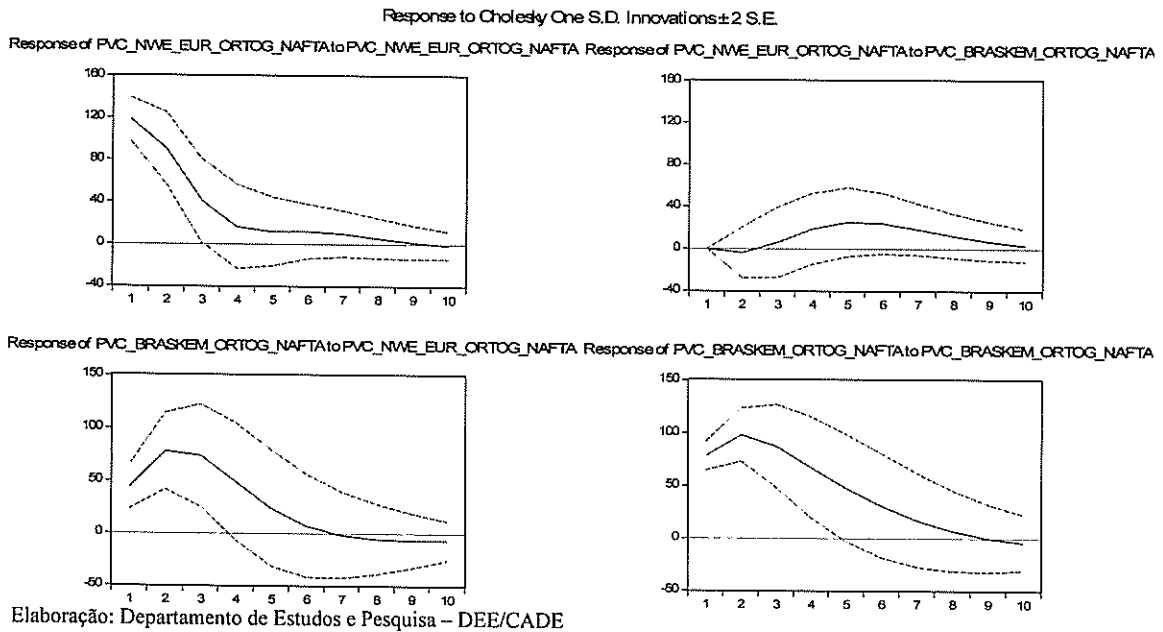 Response to Cholesky One S.D. Innovations ± 2 S.E.
Response of PVC_NWE_EUR_ORTOG_NAFTA to PVC_NWE_EUR_ORTOG_NAFTA Response of PVC_NWE_EUR_ORTOG_NAFTA to PVC_BRASKEM_ORTOG_NAFTA
160 160
120 120
80 80
40 40
0 0
-40 -40
1 2 3 4 5 6 7 8 9 10 1 2 3 4 5 6 7 8 9 10
Response of PVC_BRASKEM_ORTOG_NAFTA to PVC_NWE_EUR_ORTOG_NAFTA Response of PVC_BRASKEM_ORTOG_NAFTA to PVC_BRASKEM_ORTOG_NAFTA
150 150
100 100
50 50
0 0
-50 -50
1 2 3 4 5 6 7 8 9 10 1 2 3 4 5 6 7 8 9 10
Elaboração: Departamento de Estudos e Pesquisa – DEE/CADE